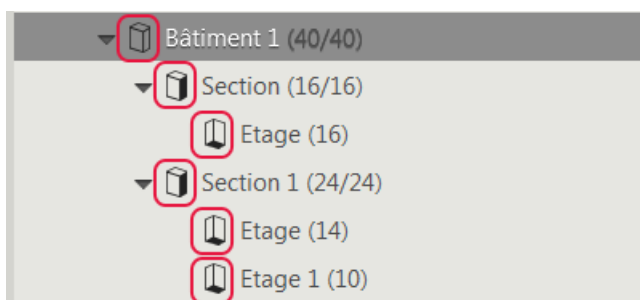 Bâtiment 1 (40/40)
Section (16/16)
Etage (16)
Section 1 (24/24)
Etage (14)
Etage 1 (10)